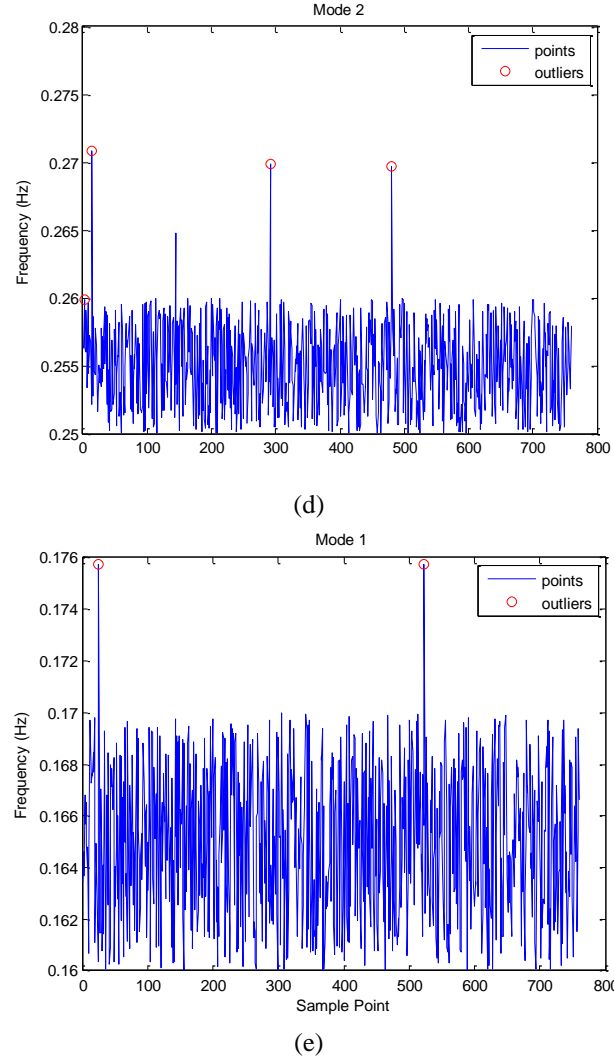 Mode 2
0.28
0.275
0.27
0.265
0.26
0.255
0.25
Frequency (Hz)
points
outliers
0 100 200 300 400 500 600 700 800
(d)
Mode 1
0.176
0.174
0.172
0.17
0.168
0.166
0.164
0.162
0.16
Frequency (Hz)
points
outliers
0 100 200 300 400 500 600 700 800
Sample Point
(e)